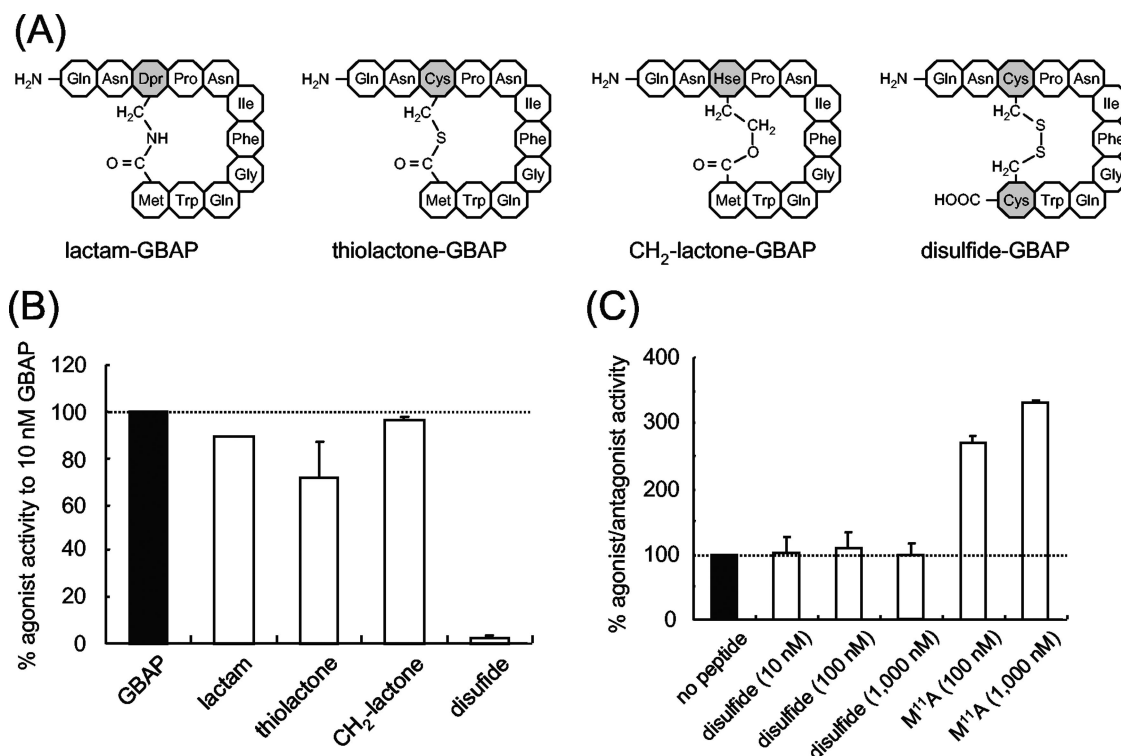 (A)
H2N Gln Asn Dpr Pro Asn
Ile
Phe
Gly
Gln
Trp
Met
H2C
NH
O=C
lactam-GBAP
H2N Gln Asn Cys Pro Asn
Ile
Phe
Gly
Gln
Trp
Met
H2C
S
O=C
thiolactone-GBAP
H2N Gln Asn Hse Pro Asn
Ile
Phe
Gly
Gln
Trp
Met
H2C
CH2
O
O=C
CH2-lactone-GBAP
H2N Gln Asn Cys Pro Asn
Ile
Phe
Gly
Gln
Trp
Cys
H2C
S
S
H2C
HOOC
disulfide-GBAP
(B)
% agonist activity to 10 nM GBAP
120
100
80
60
40
20
0
GBAP
lactam
thiolactone
CH2-lactone
disufide
(C)
% agonist/antagonist activity
400
300
200
100
0
no peptide
disulfide (10 nM)
disulfide (100 nM)
disulfide (1,000 nM)
M11A (100 nM)
M11A (1,000 nM)